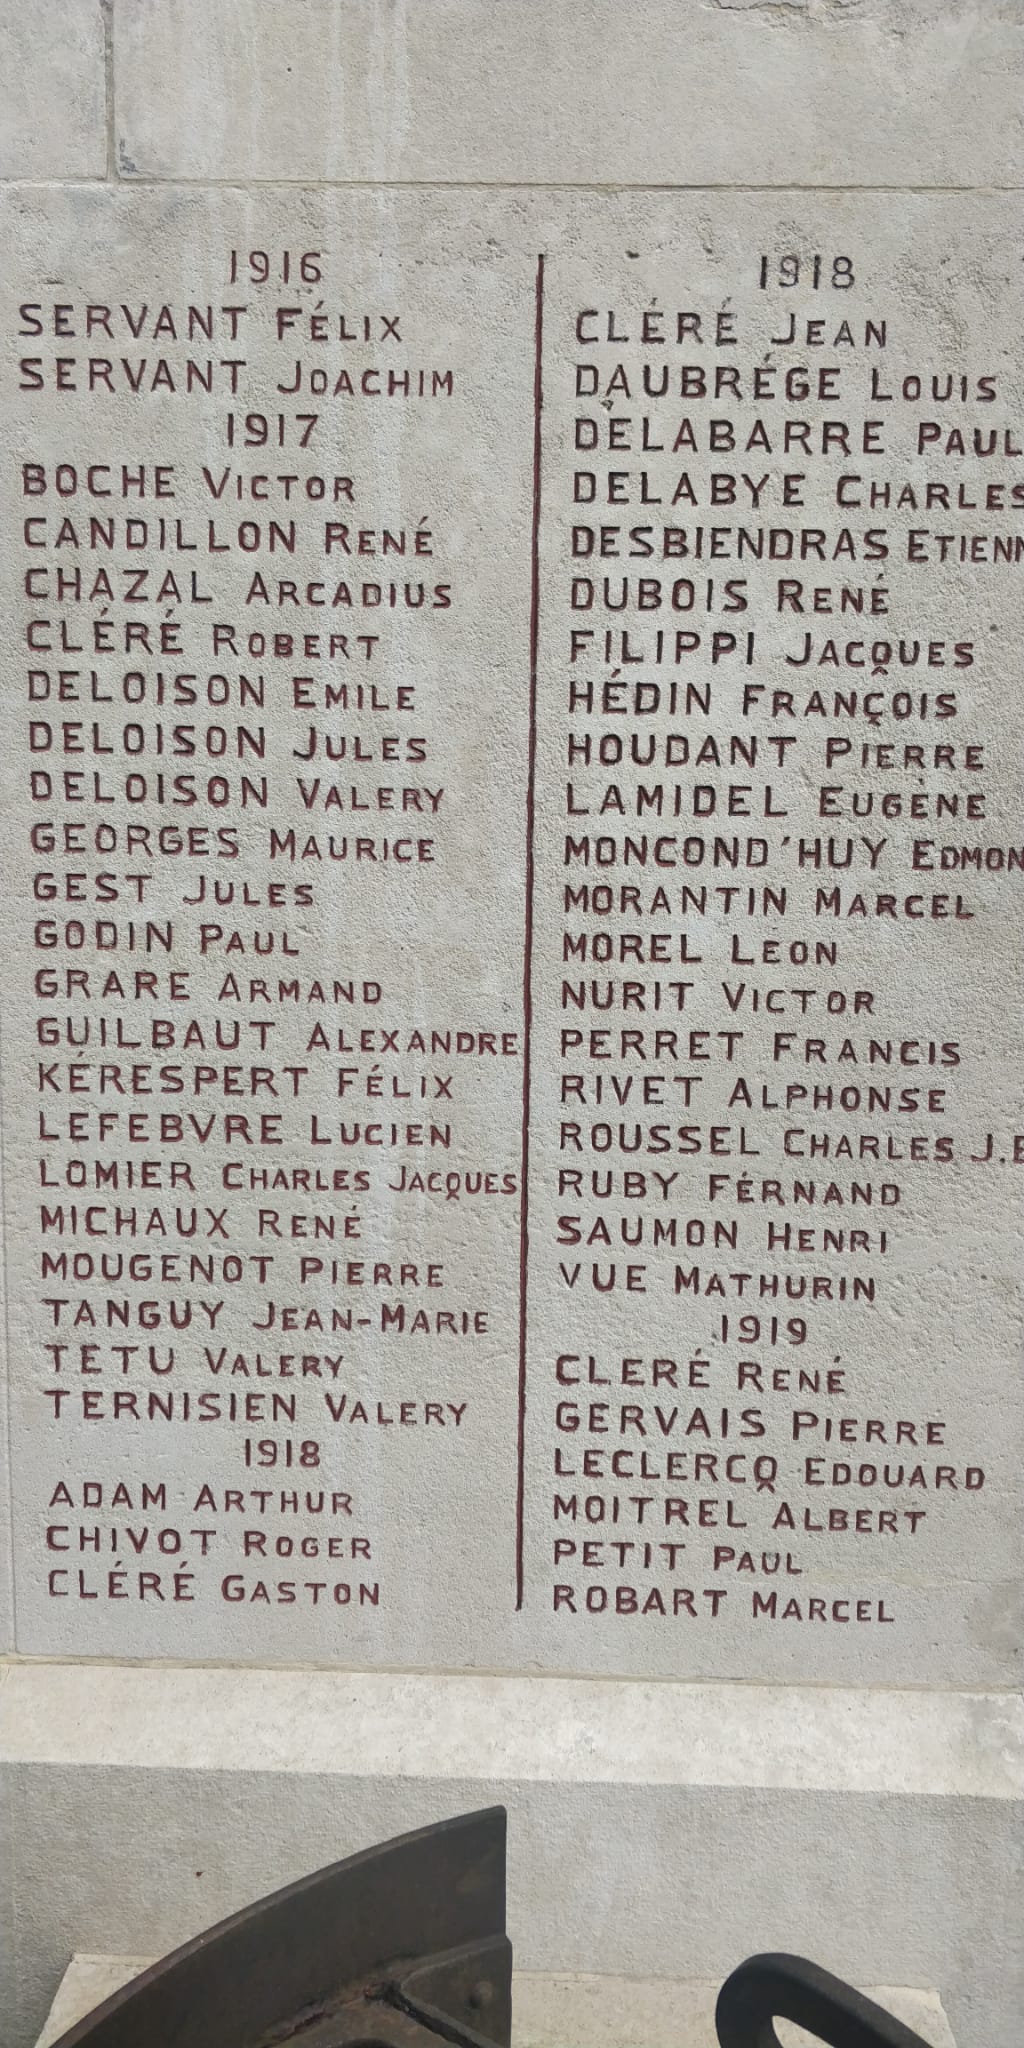 1916
SERVANT FÉLIX
SERVANT JOACHIM
1917
BOCHE VICTOR
CANDILLON RENÉ
CHAZAL ARCADIUS
CLÉRÉ ROBERT
DELOISON EMILE
DELOISON JULES
DELOISON VALERY
GEORGES MAURICE
GEST JULES
GODIN PAUL
GRARE ARMAND
GUILBAUT ALEXANDRE
KÉRESPERT FÉLIX
LEFEBVRE LUCIEN
LOMIER CHARLES JACQUES
MICHAUX RENÉ
MOUGENOT PIERRE
TANGUY JEAN-MARIE
TETU VALERY
TERNISIEN VALERY
1918
ADAM ARTHUR
CHIVOT ROGER
CLÉRÉ GASTON
1918
CLÉRÉ JEAN
DAUBRÉGE LOUIS
DELABARRE PAUL
DELABYE CHARLES
DESBIENDRAS ETIENN
DUBOIS RENÉ
FILIPPI JACQUES
HÉDIN FRANÇOIS
HOUDANT PIERRE
LAMIDEL EUGENE
MONCOND'HUY EDMON
MORANTIN MARCEL
MOREL LEON
NURIT VICTOR
PERRET FRANCIS
RIVET ALPHONSE
ROUSSEL CHARLES J.B
RUBY FÉRNAND
SAUMON HENRI
VUE MATHURIN
1919
CLERÉ RENÉ
GERVAIS PIERRE
LECLERCQ EDOUARD
MOITREL ALBERT
PETIT PAUL
ROBART MARCEL